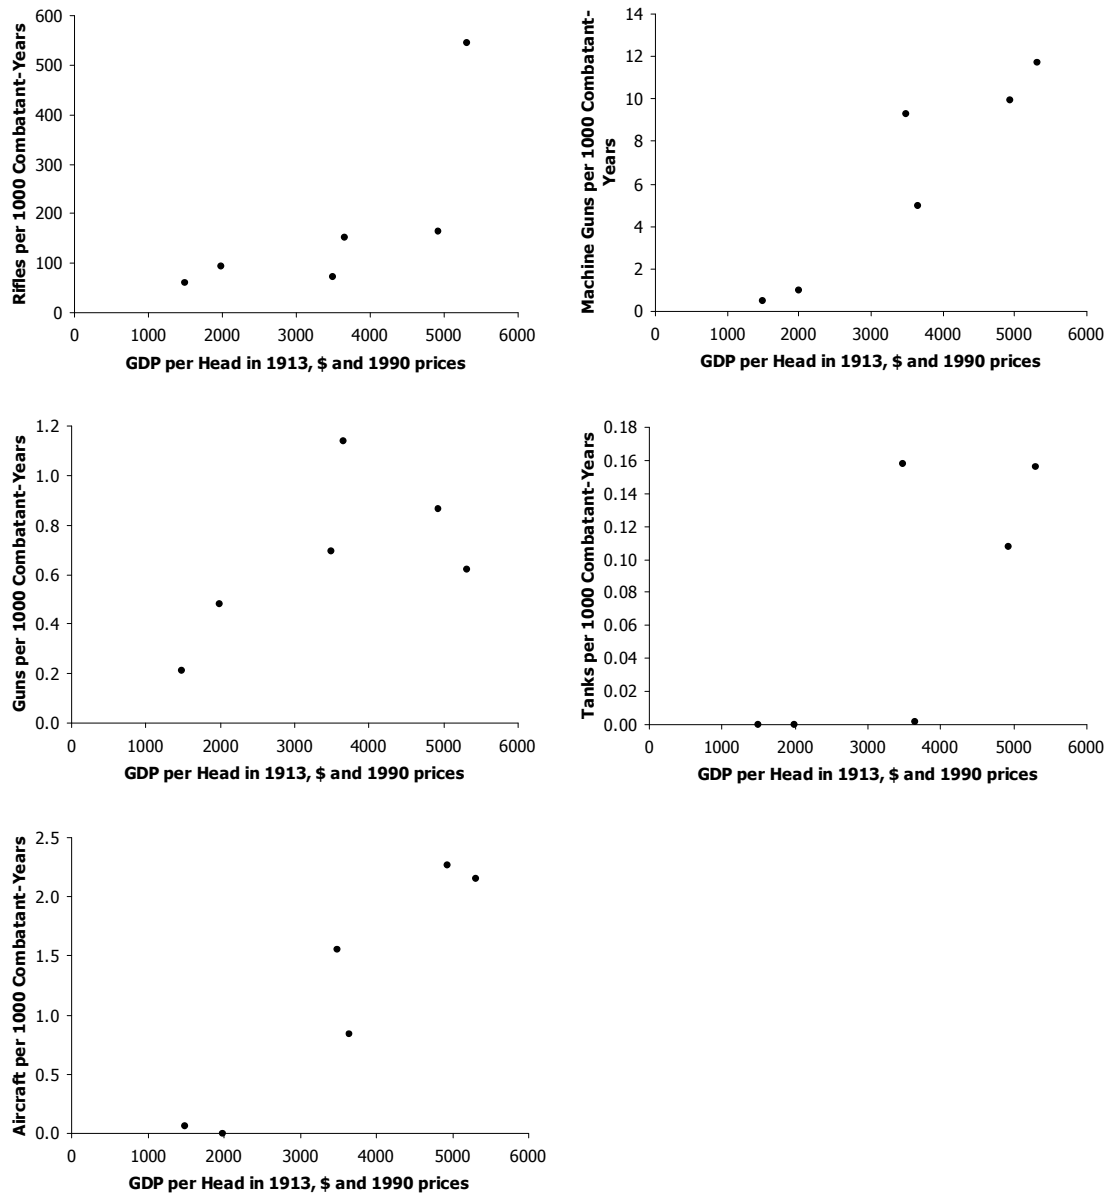 600
500
400
300
200
100
0
Rifles per 1000 Combatant-Years
0 1000 2000 3000 4000 5000 6000
GDP per Head in 1913, $ and 1990 prices
14
12
10
8
6
4
2
0
Machine Guns per 1000 Combatant-
Years
0 1000 2000 3000 4000 5000 6000
GDP per Head in 1913, $ and 1990 prices
1.2
1.0
0.8
0.6
0.4
0.2
0.0
Guns per 1000 Combatant-Years
0 1000 2000 3000 4000 5000 6000
GDP per Head in 1913, $ and 1990 prices
0.18
0.16
0.14
0.12
0.10
0.08
0.06
0.04
0.02
0.00
Tanks per 1000 Combatant-Years
0 1000 2000 3000 4000 5000 6000
GDP per Head in 1913, $ and 1990 prices
2.5
2.0
1.5
1.0
0.5
0.0
Aircraft per 1000 Combatant-Years
0 1000 2000 3000 4000 5000 6000
GDP per Head in 1913, $ and 1990 prices